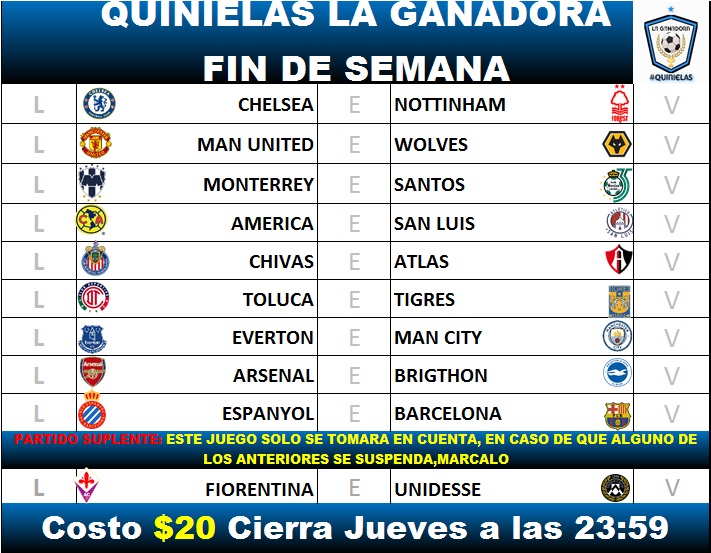 QUINIELAS LA GANADORA
FIN DE SEMANA
LA GANADORA
#QUINIELAS
L CHELSEA E NOTTINHAM FOREST V
L MAN UNITED E WOLVES V
L MONTERREY E SANTOS V
L AMERICA E SAN LUIS V
L CHIVAS E ATLAS V
L TOLUCA E TIGRES V
L Everton EVERTON E MAN CITY V
L Arsenal ARSENAL E BRIGTHON V
L ESPANYOL E BARCELONA V
PARTIDO SUPLENTE: ESTE JUEGO SOLO SE TOMARA EN CUENTA, EN CASO DE QUE ALGUNO DE
LOS ANTERIORES SE SUSPENDA,MARCALO
L FIORENTINA E UNIDESSE V
Costo $20 Cierra Jueves a las 23:59